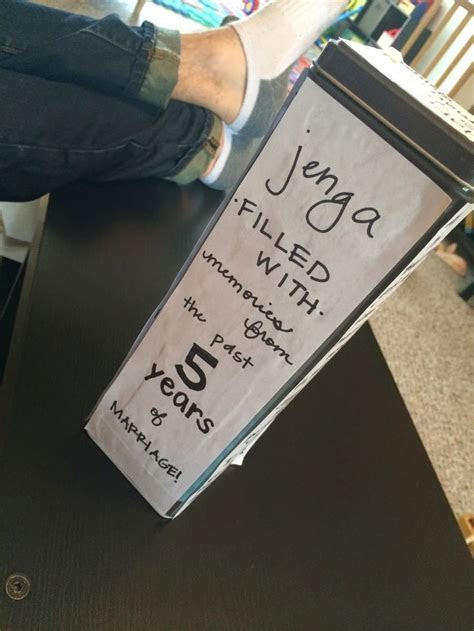 jenga
·FILLED
WITH·
memories
from
the past
5
years
of
MARRIAGE!